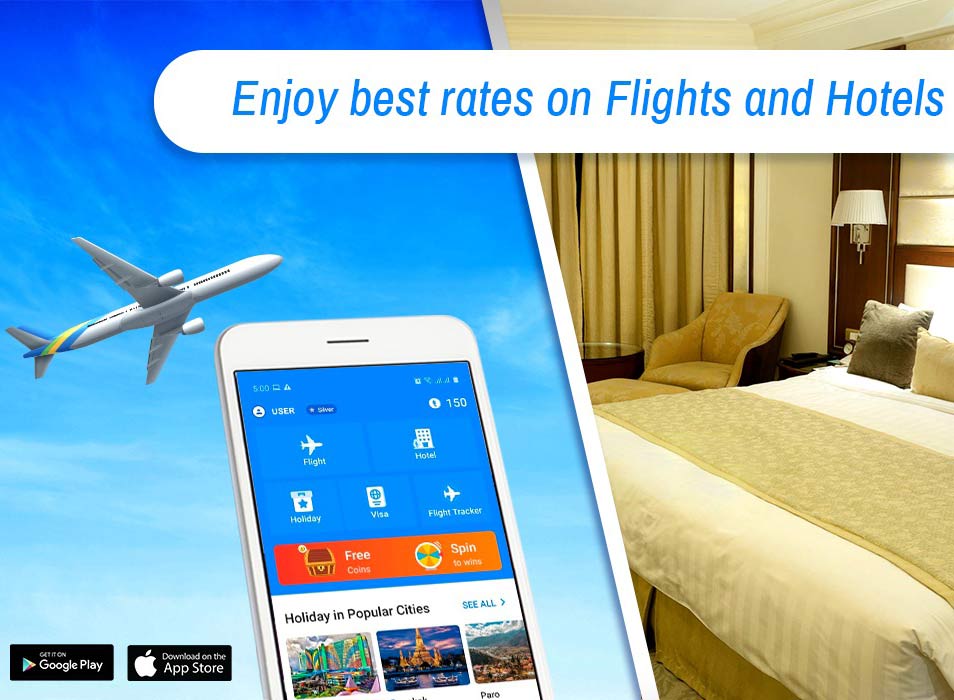 Enjoy best rates on Flights and Hotels
5:00
USER
Silver
150
Flight
Hotel
Holiday
Visa
Flight Tracker
Free
Coins
Spin
to wins
Holiday in Popular Cities
SEE ALL
Paro
GET IT ON
Google Play
Download on the
App Store